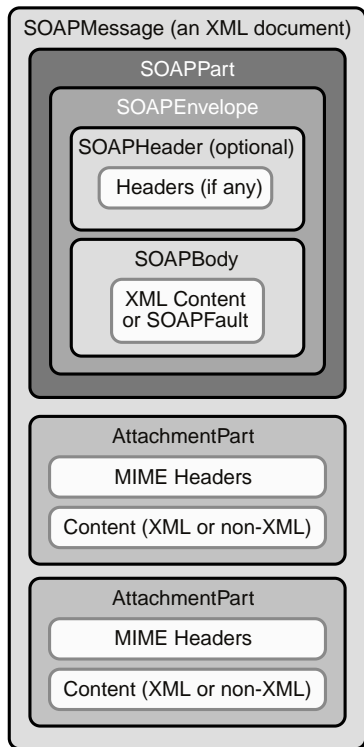 SOAPMessage (an XML document)
SOAPPart
SOAPEnvelope
SOAPHeader (optional)
Headers (if any)
SOAPBody
XML Content
or SOAPFault
AttachmentPart
MIME Headers
Content (XML or non-XML)
AttachmentPart
MIME Headers
Content (XML or non-XML)